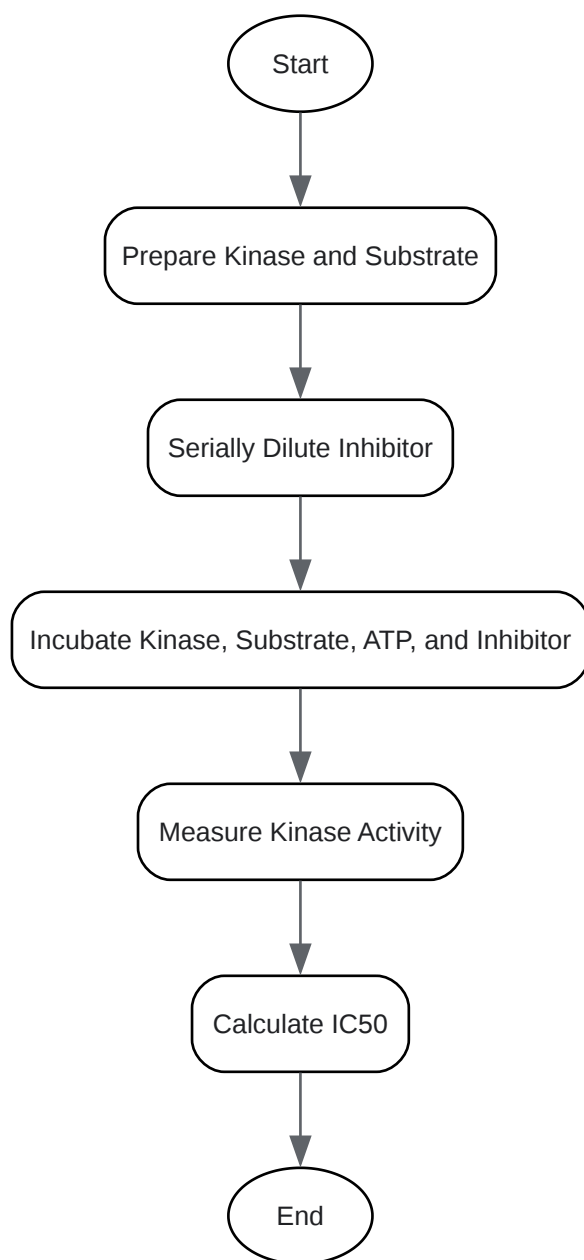 Start
Prepare Kinase and Substrate
Serially Dilute Inhibitor
Incubate Kinase, Substrate, ATP, and Inhibitor
Measure Kinase Activity
Calculate IC50
End